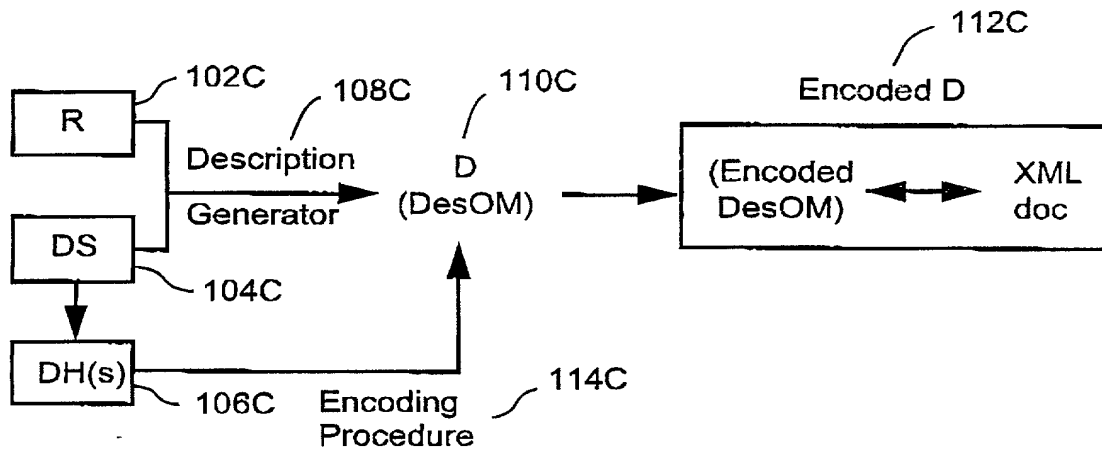 112C
102C
108C
110C
Encoded D
R
Description
Generator
D
(DesOM)
(Encoded
DesOM)
XML
doc
DS
104C
DH(s)
106C
Encoding
Procedure
114C